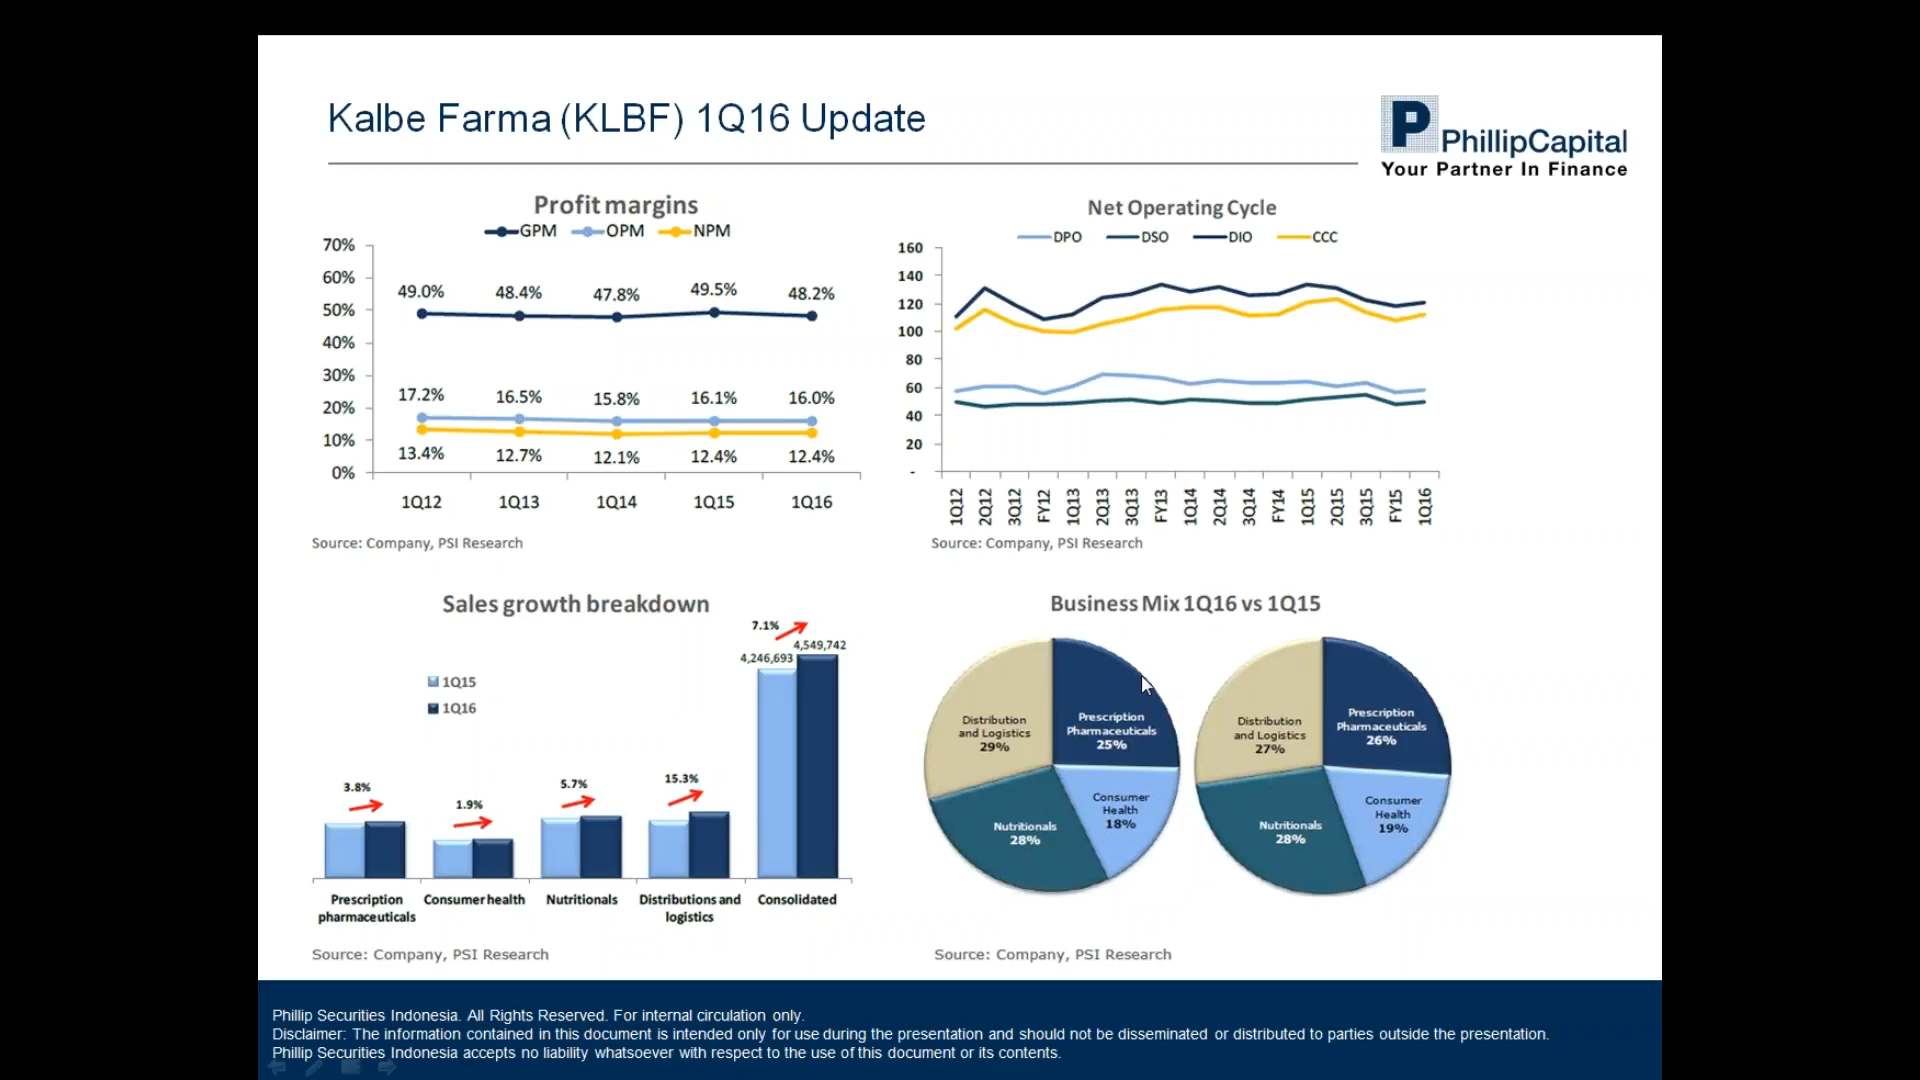 Kalbe Farma (KLBF) 1Q16 Update
P
PhillipCapital
Your Partner In Finance
Profit margins
GPM OPM NPM
70%
60%
50%
40%
30%
20%
10%
0%
49.0% 48.4% 47.8% 49.5% 48.2%
17.2% 16.5% 15.8% 16.1% 16.0%
13.4% 12.7% 12.1% 12.4% 12.4%
1Q12 1Q13 1Q14 1Q15 1Q16
Source: Company, PSI Research
Net Operating Cycle
DPO DSO DIO CCC
160
140
120
100
80
60
40
20
-
1Q12 2Q12 3Q12 FY12 1Q13 2Q13 3Q13 FY13 1Q14 2Q14 3Q14 FY14 1Q15 2Q15 3Q15 FY15 1Q16
Source: Company, PSI Research
Sales growth breakdown
1Q15
1Q16
3.8% 1.9% 5.7% 15.3% 7.1%
4,246,693 4,549,742
Prescription pharmaceuticals
Consumer health
Nutritionals
Distributions and logistics
Consolidated
Source: Company, PSI Research
Business Mix 1Q16 vs 1Q15
Distribution
and Logistics
29%
Prescription
Pharmaceuticals
25%
Consumer
Health
18%
Nutritionals
28%
Distribution
and Logistics
27%
Prescription
Pharmaceuticals
26%
Consumer
Health
19%
Nutritionals
28%
Source: Company, PSI Research
Phillip Securities Indonesia. All Rights Reserved. For internal circulation only.
Disclaimer: The information contained in this document is intended only for use during the presentation and should not be disseminated or distributed to parties outside the presentation.
Phillip Securities Indonesia accepts no liability whatsoever with respect to the use of this document or its contents.